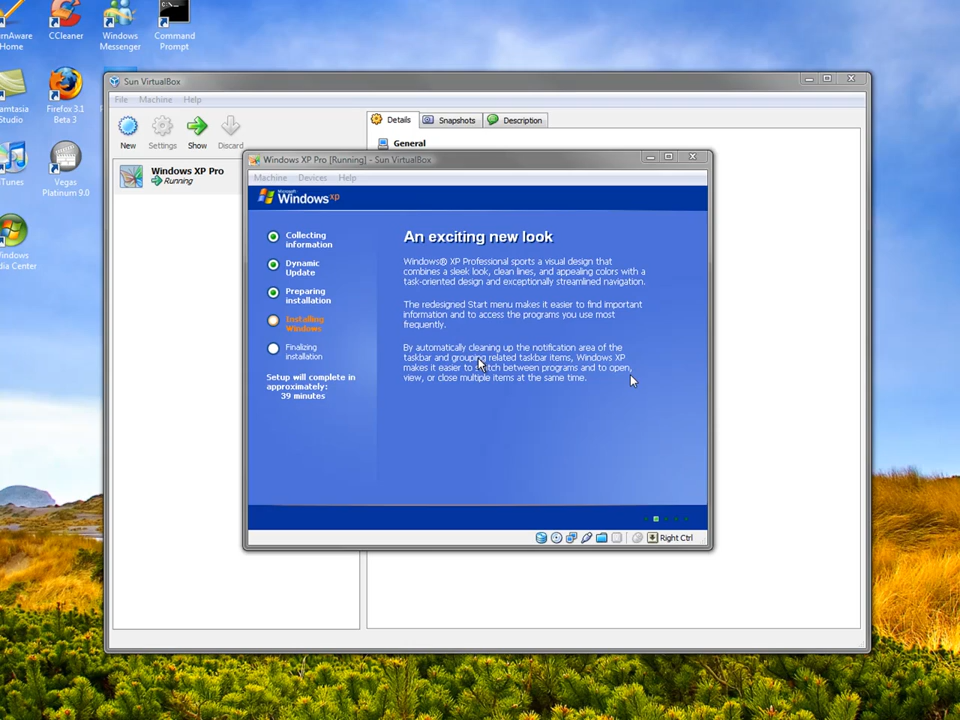 Home
CCleaner
Windows
Messenger
Command
Prompt
Studio
Firefox 3.1
Beta 3
Vegas
Platinum 9.0
Sun VirtualBox
File Machine Help
New Settings Show Discard
Details Snapshots Description
General
Windows XP Pro
Running
Windows XP Pro [Running] - Sun VirtualBox
Machine Devices Help
Microsoft
Windows xp
Collecting
information
Dynamic
Update
Preparing
installation
Installing
Windows
Finalizing
installation
Setup will complete in
approximately:
39 minutes
An exciting new look
Windows® XP Professional sports a visual design that
combines a sleek look, clean lines, and appealing colors with a
task-oriented design and exceptionally streamlined navigation.
The redesigned Start menu makes it easier to find important
information and to access the programs you use most
frequently.
By automatically cleaning up the notification area of the
taskbar and grouping related taskbar items, Windows XP
makes it easier to switch between programs and to open,
view, or close multiple items at the same time.
Right Ctrl